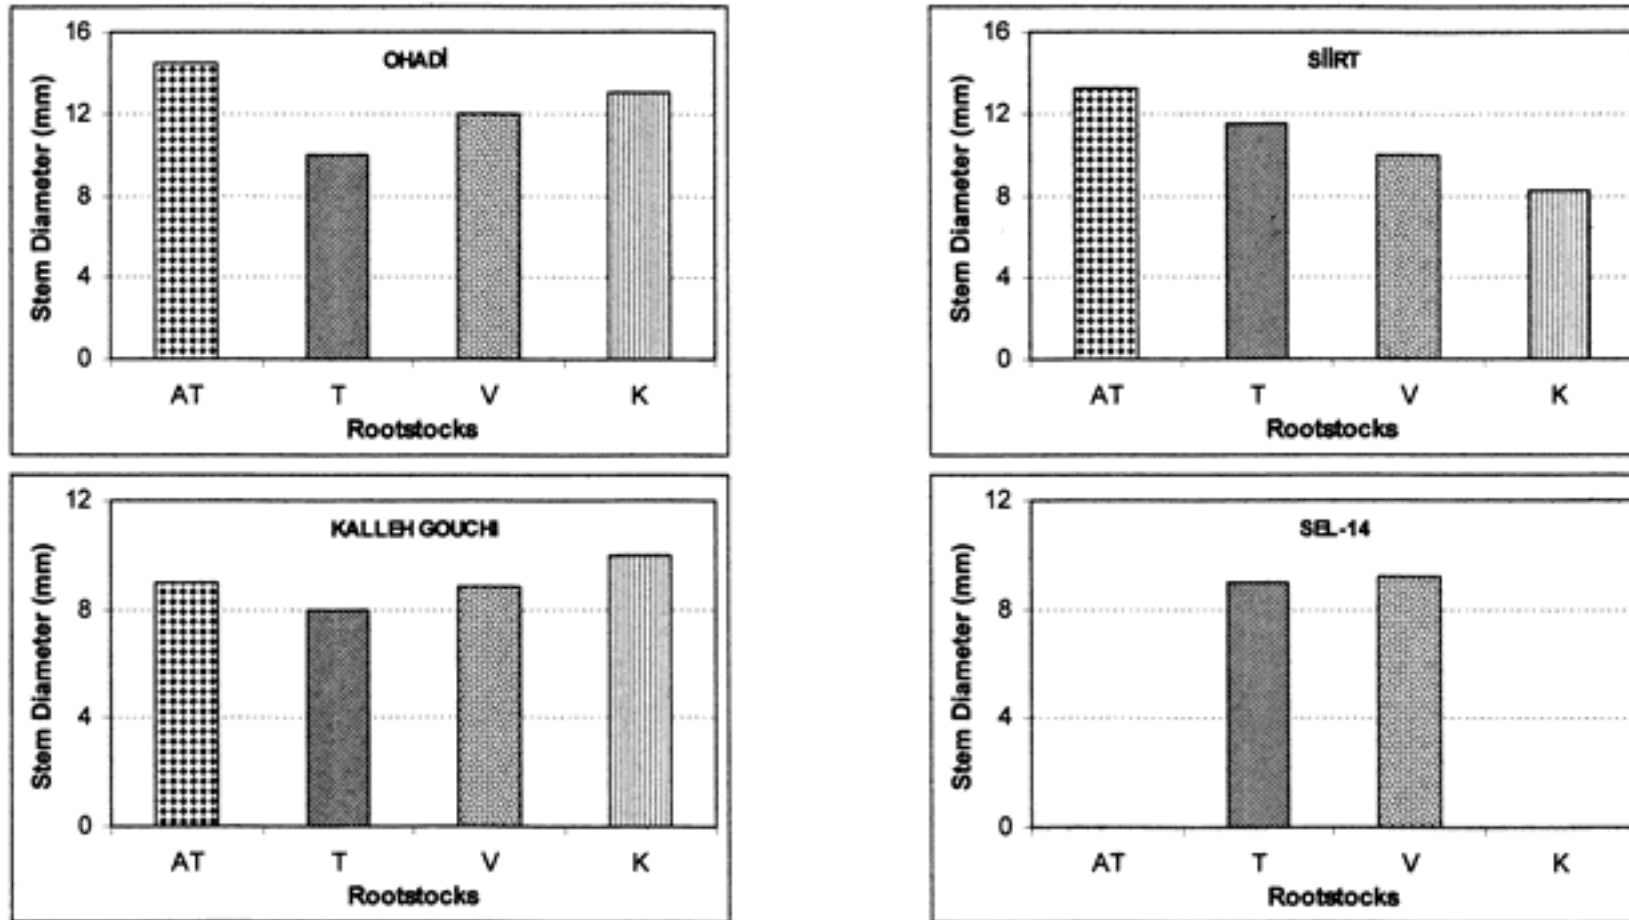 OHADİ
Stem Diameter (mm)
16
12
8
4
0
AT T V K
Rootstocks
SİİRT
Stem Diameter (mm)
16
12
8
4
0
AT T V K
Rootstocks
KALLEH GOUCHI
Stem Diameter (mm)
12
8
4
0
AT T V K
Rootstocks
SEL-14
Stem Diameter (mm)
12
8
4
0
AT T V K
Rootstocks